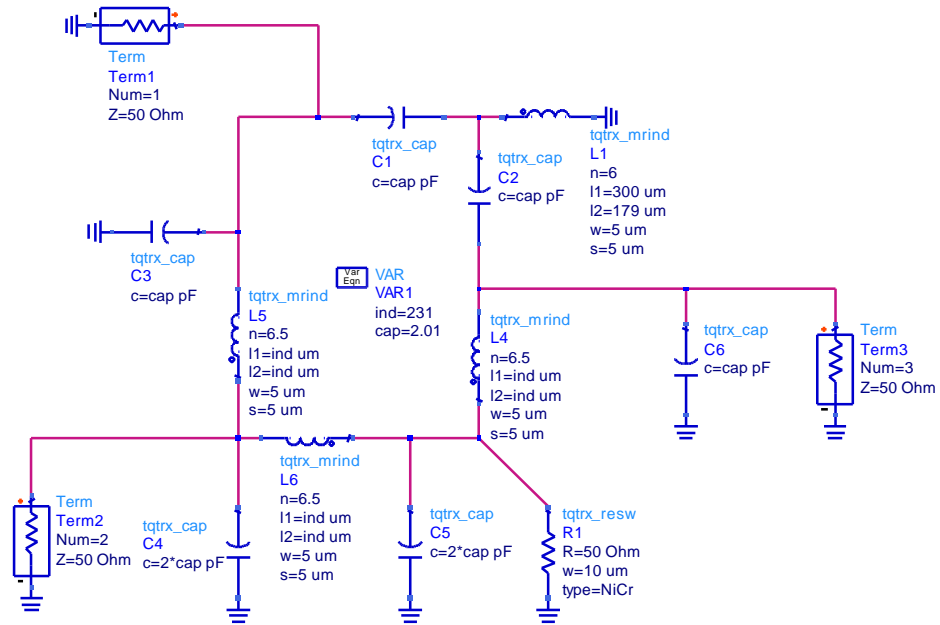 Term
Term1
Num=1
Z=50 Ohm
tqtrx_cap
C1
c=cap pF
tqtrx_cap
C2
c=cap pF
tqtrx_mrind
L1
n=6
l1=300 um
l2=179 um
w=5 um
s=5 um
tqtrx_cap
C3
c=cap pF
Var
Eqn
VAR
VAR1
ind=231
cap=2.01
tqtrx_mrind
L5
n=6.5
l1=ind um
l2=ind um
w=5 um
s=5 um
tqtrx_mrind
L4
n=6.5
l1=ind um
l2=ind um
w=5 um
s=5 um
tqtrx_cap
C6
c=cap pF
Term
Term3
Num=3
Z=50 Ohm
Term
Term2
Num=2
Z=50 Ohm
tqtrx_cap
C4
c=2*cap pF
tqtrx_mrind
L6
n=6.5
l1=ind um
l2=ind um
w=5 um
s=5 um
tqtrx_cap
C5
c=2*cap pF
tqtrx_resw
R1
R=50 Ohm
w=10 um
type=NiCr